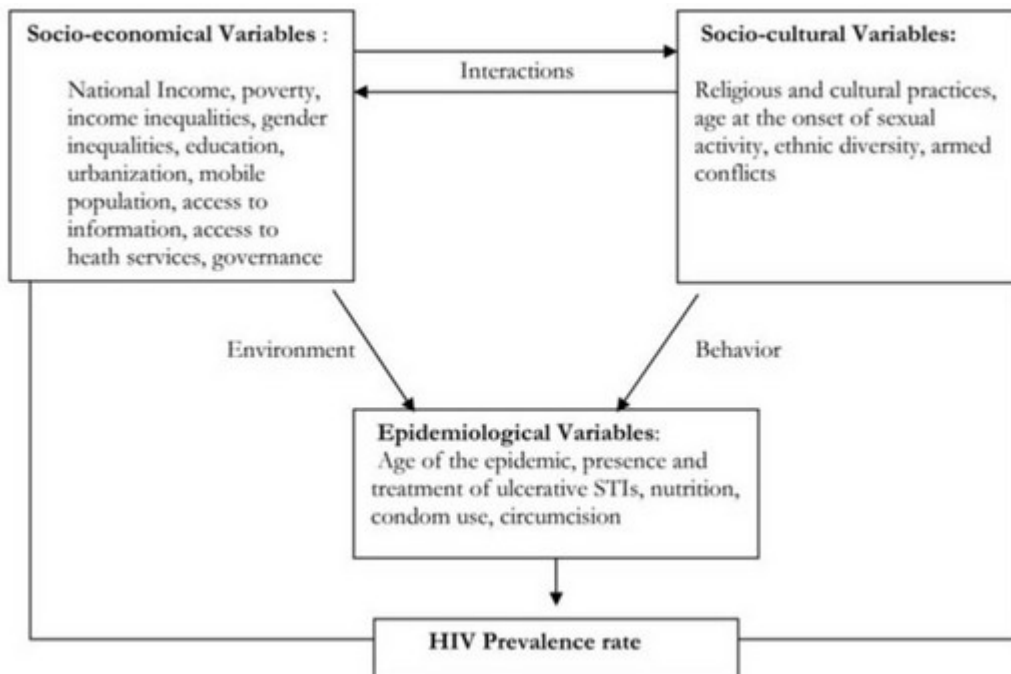 Socio-economical Variables :
National Income, poverty,
income inequalities, gender
inequalities, education,
urbanization, mobile
population, access to
information, access to
heath services, governance
Interactions
Socio-cultural Variables:
Religious and cultural practices,
age at the onset of sexual
activity, ethnic diversity, armed
conflicts
Environment
Behavior
Epidemiological Variables:
Age of the epidemic, presence and
treatment of ulcerative STIs, nutrition,
condom use, circumcision
HIV Prevalence rate